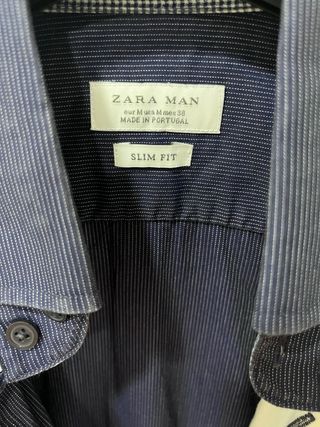 ZARA MAN
eur M usa M mex 38
MADE IN PORTUGAL
SLIM FIT